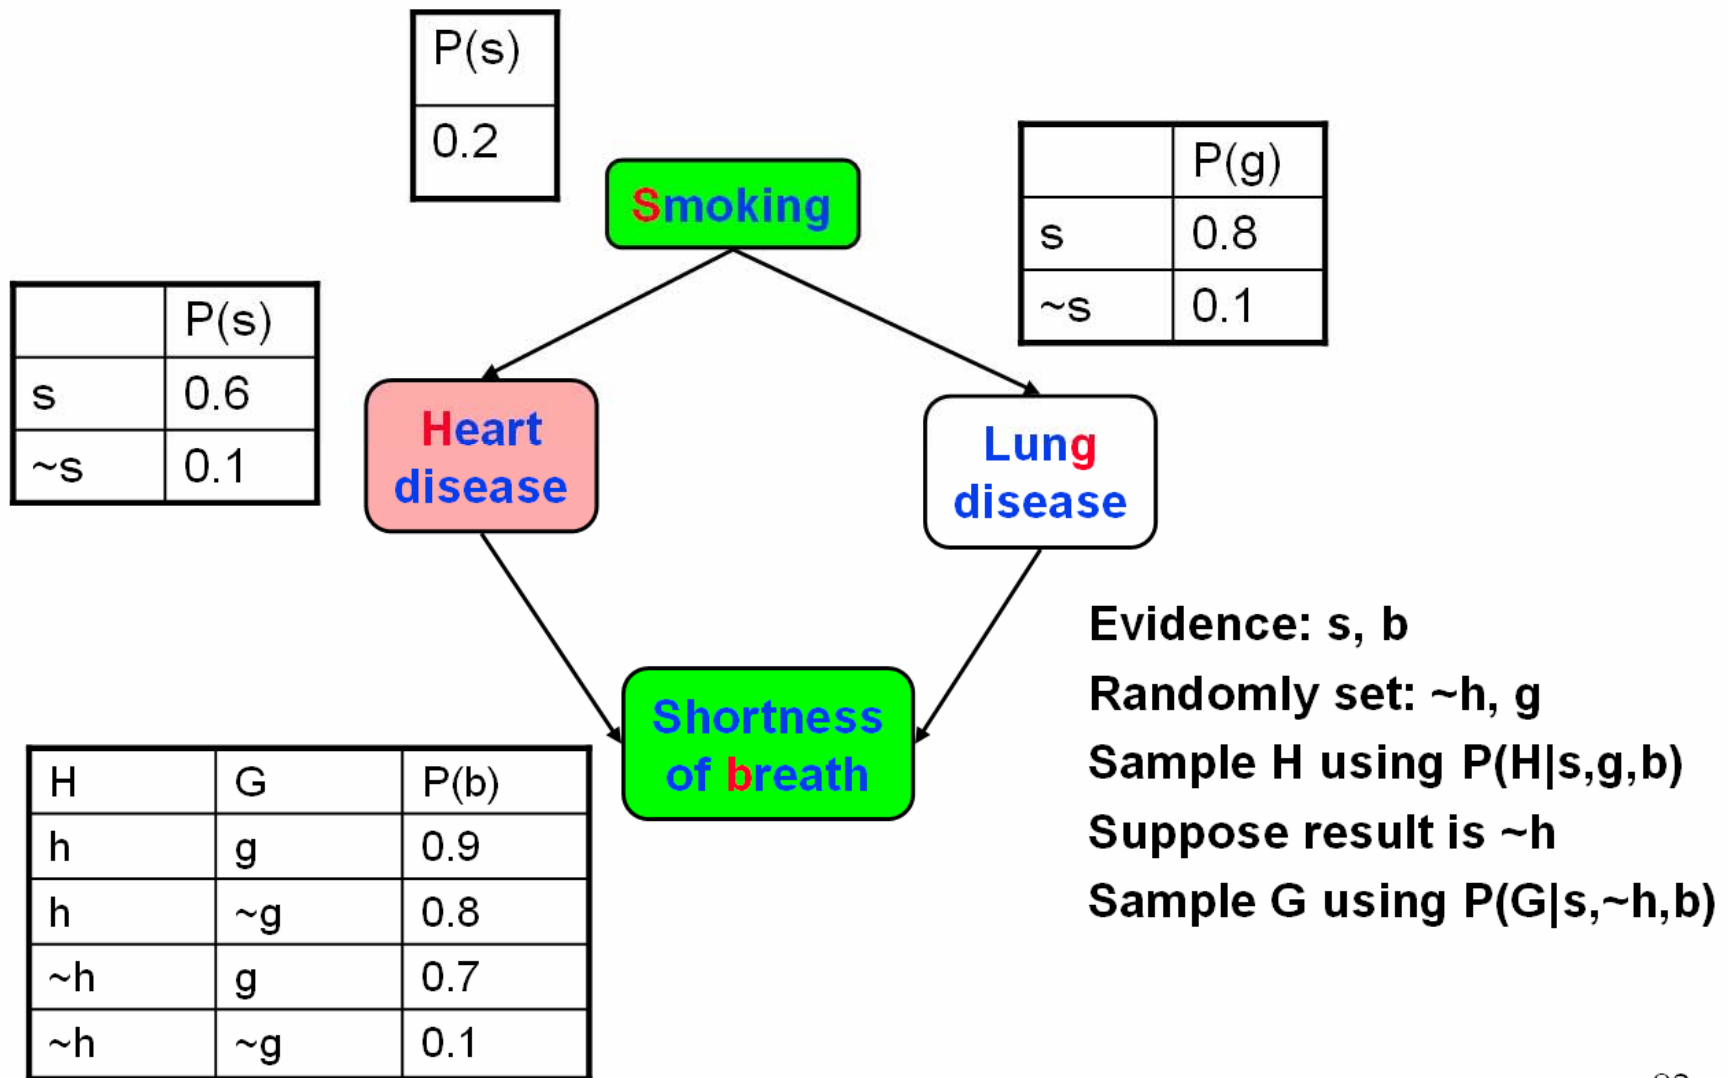 P(s)
0.2
Smoking
P(g)
s 0.8
~s 0.1
P(s)
s 0.6
~s 0.1
Heart
disease
Lung
disease
Shortness
of breath
H G P(b)
h g 0.9
h ~g 0.8
~h g 0.7
~h ~g 0.1
Evidence: s, b
Randomly set: ~h, g
Sample H using P(H|s,g,b)
Suppose result is ~h
Sample G using P(G|s,~h,b)